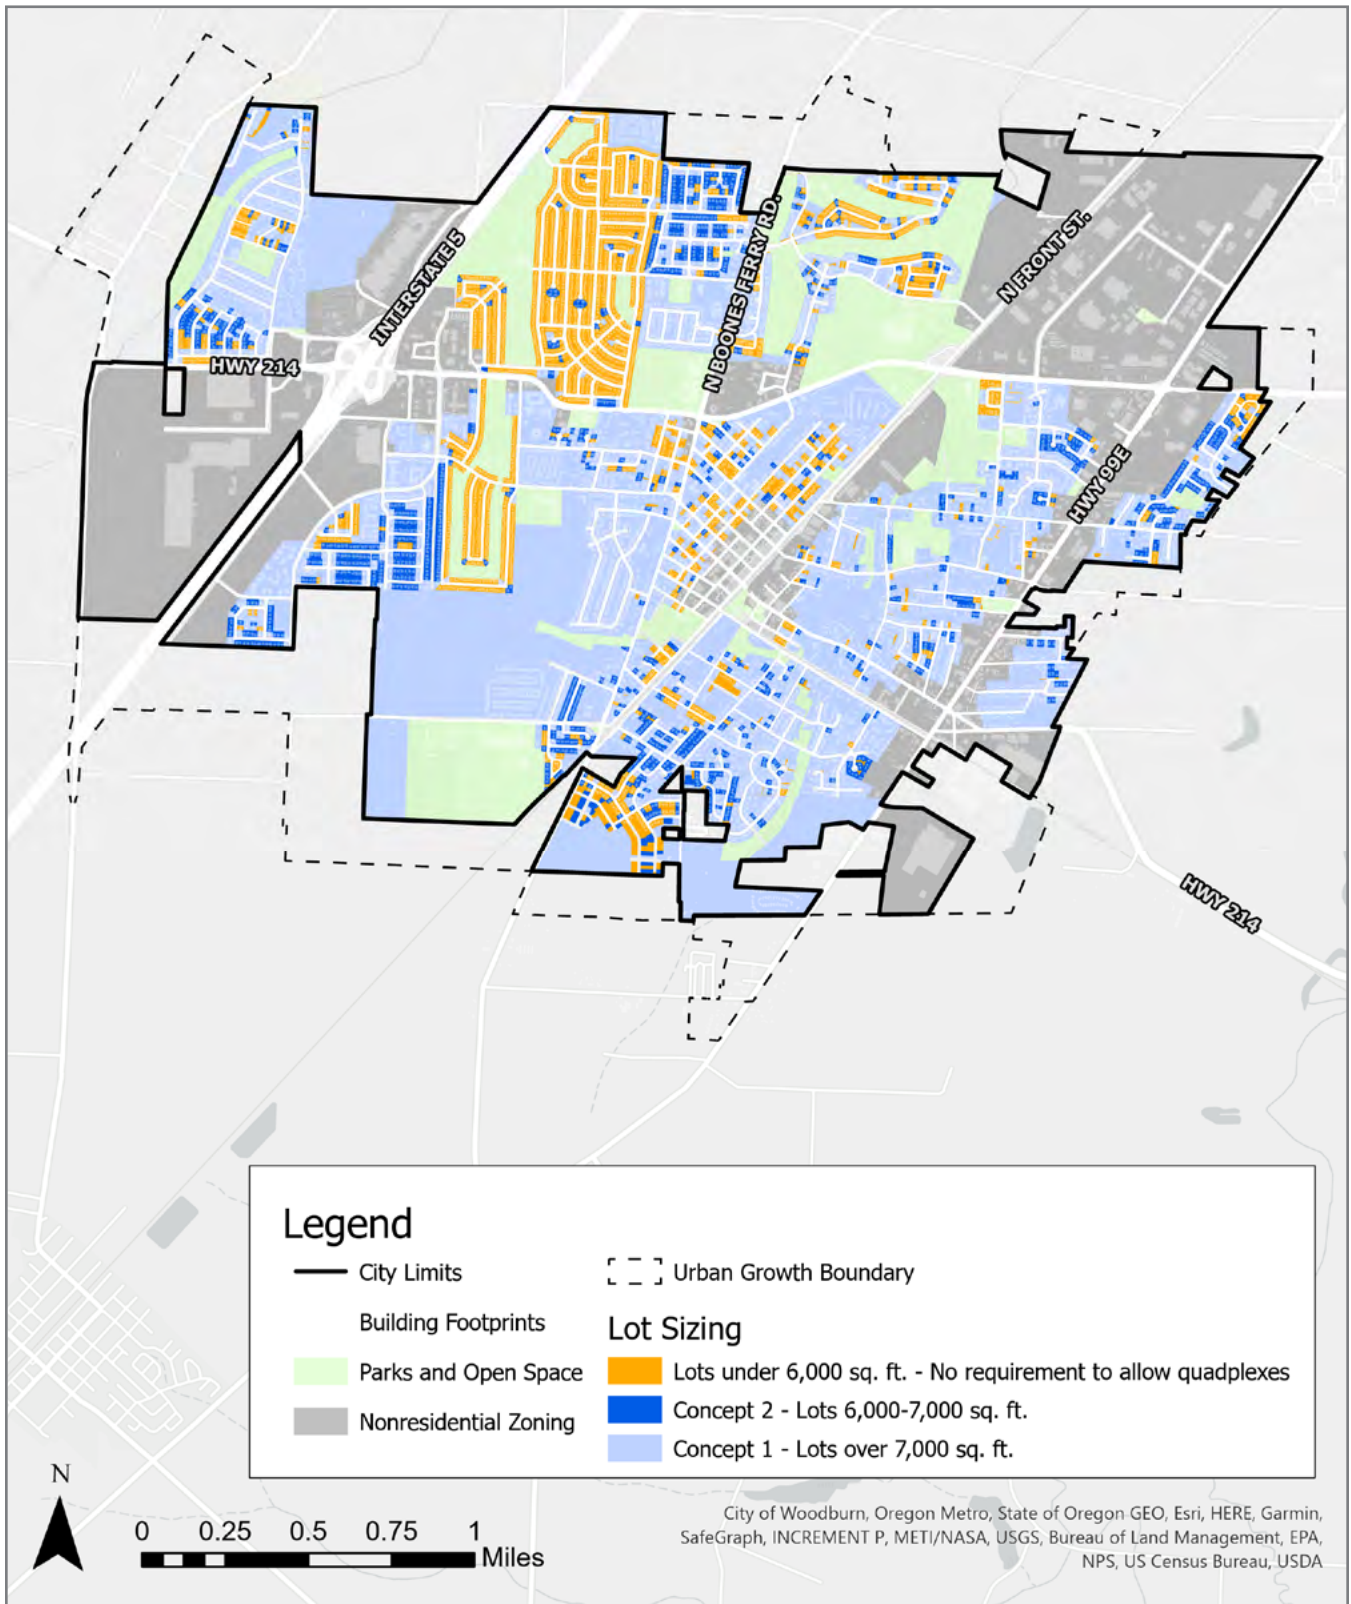 INTERSTATE 5
N BOONES FERRY RD.
N FRONT ST.
HWY 214
HWY 99E
HWY 214
Legend
City Limits
Urban Growth Boundary
Building Footprints
Lot Sizing
Parks and Open Space
Lots under 6,000 sq. ft. - No requirement to allow quadplexes
Nonresidential Zoning
Concept 2 - Lots 6,000-7,000 sq. ft.
Concept 1 - Lots over 7,000 sq. ft.
N
0 0.25 0.5 0.75 1
Miles
City of Woodburn, Oregon Metro, State of Oregon GEO, Esri, HERE, Garmin,
SafeGraph, INCREMENT P, METI/NASA, USGS, Bureau of Land Management, EPA,
NPS, US Census Bureau, USDA